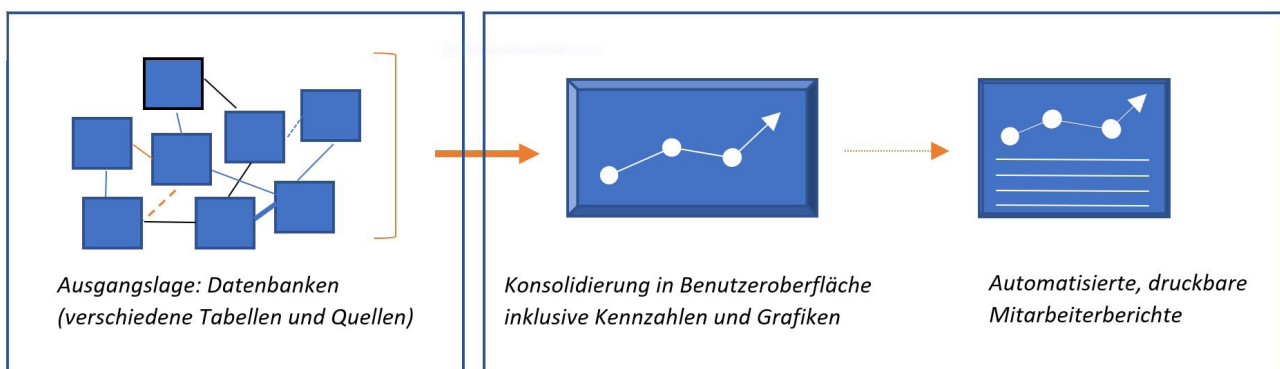 Ausgangslage: Datenbanken
(verschiedene Tabellen und Quellen)
Konsolidierung in Benutzeroberfläche
inklusive Kennzahlen und Grafiken
Automatisierte, druckbare
Mitarbeiterberichte